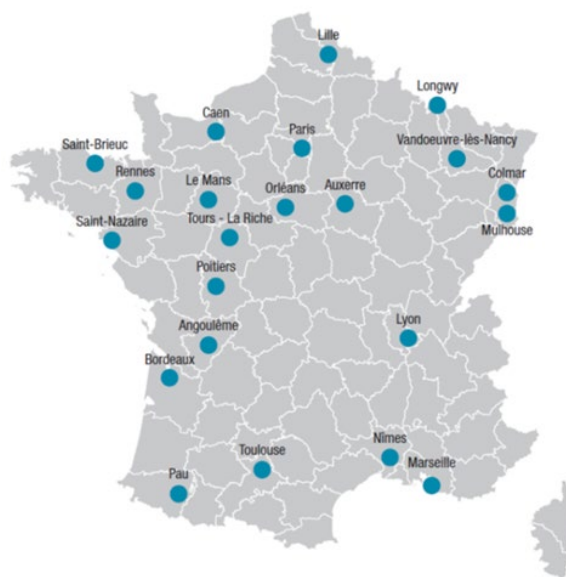 Lille
Longwy
Caen
Paris
Vandoeuvre-lès-Nancy
Saint-Brieuc
Rennes
Le Mans
Orléans
Auxerre
Colmar
Saint-Nazaire
Tours - La Riche
Mulhouse
Poitiers
Angoulême
Lyon
Bordeaux
Nîmes
Toulouse
Marseille
Pau